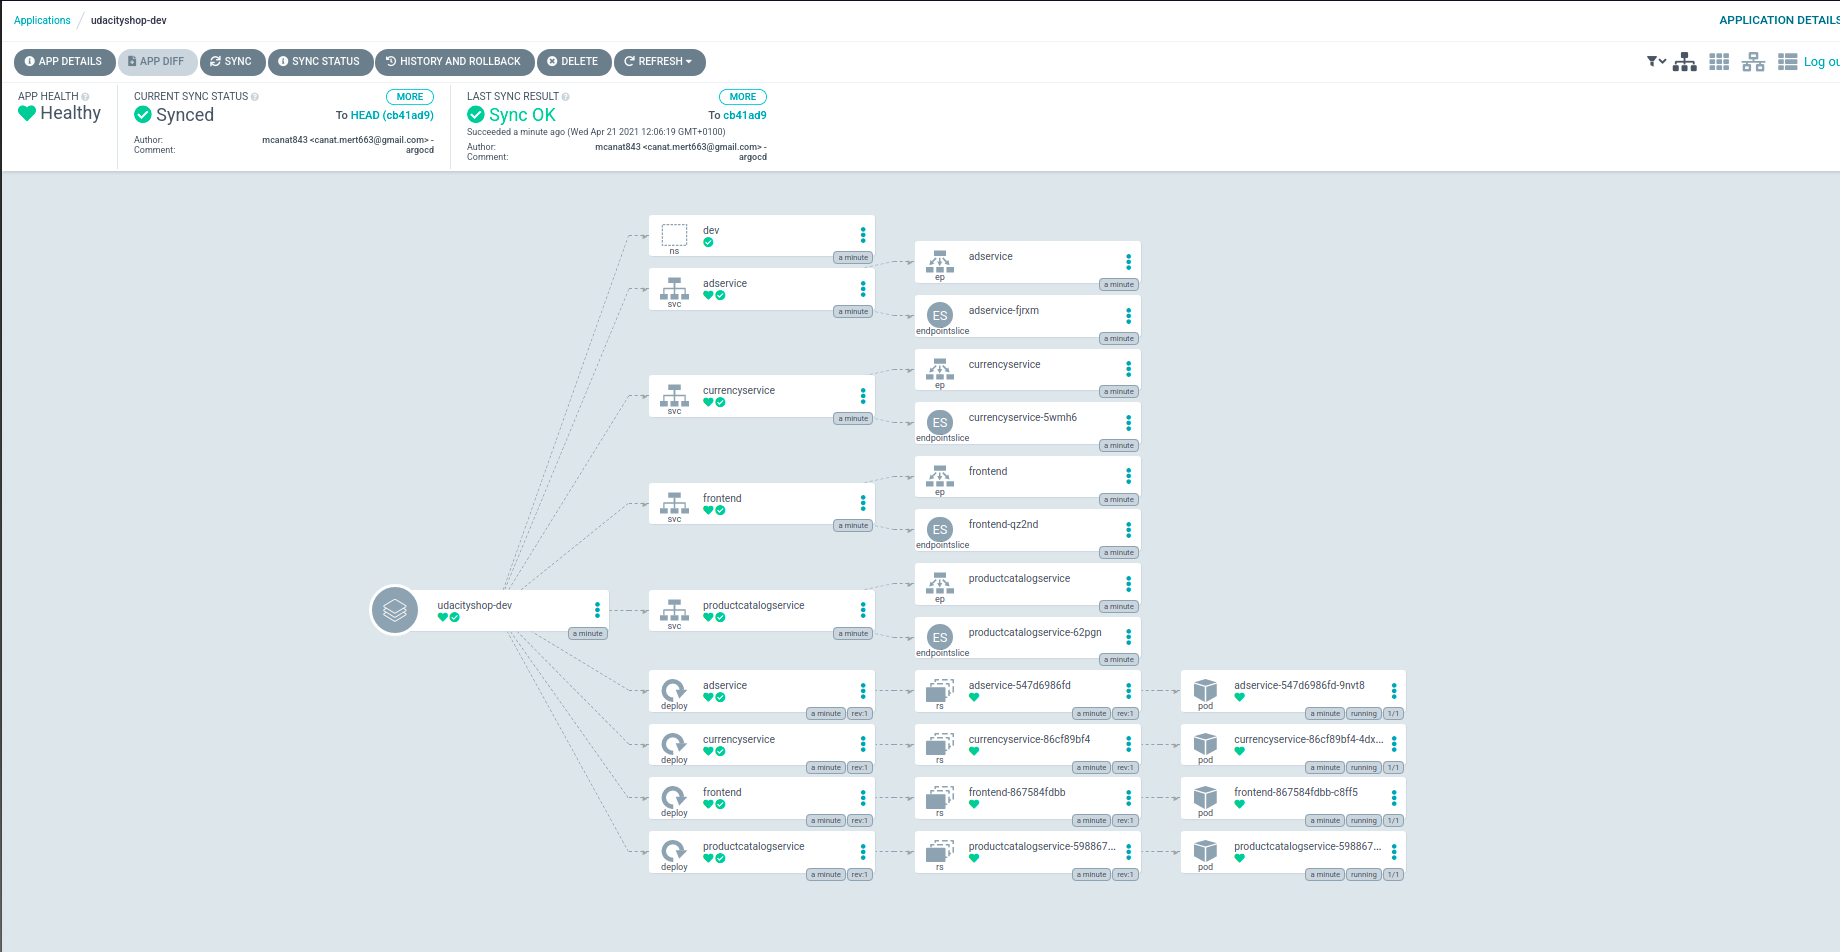 Applications / udacityshop-dev
APPLICATION DETAILS
APP DETAILS APP DIFF SYNC SYNC STATUS HISTORY AND ROLLBACK DELETE REFRESH
Log ou
APP HEALTH
Healthy
CURRENT SYNC STATUS MORE
Synced To HEAD (cb41ad9)
Author: mcanat843 <canat.mert663@gmail.com> -
Comment: argocd
LAST SYNC RESULT MORE
Sync OK To cb41ad9
Succeeded a minute ago (Wed Apr 21 2021 12:06:19 GMT+0100)
Author: mcanat843 <canat.mert663@gmail.com> -
Comment: argocd
udacityshop-dev
a minute
dev
ns
a minute
adservice
svc
a minute
currencyservice
svc
a minute
frontend
svc
a minute
productcatalogservice
svc
a minute
adservice
deploy
a minute rev:1
currencyservice
deploy
a minute rev:1
frontend
deploy
a minute rev:1
productcatalogservice
deploy
a minute rev:1
adservice
ep
a minute
ES adservice-fjrxm
endpointslice
a minute
currencyservice
ep
a minute
ES currencyservice-5wmh6
endpointslice
a minute
frontend
ep
a minute
ES frontend-qz2nd
endpointslice
a minute
productcatalogservice
ep
a minute
ES productcatalogservice-62pgn
endpointslice
a minute
adservice-547d6986fd
rs
a minute rev:1
currencyservice-86cf89bf4
rs
a minute rev:1
frontend-867584fdbb
rs
a minute rev:1
productcatalogservice-598867...
rs
a minute rev:1
adservice-547d6986fd-9nvt8
pod
a minute running 1/1
currencyservice-86cf89bf4-4dx...
pod
a minute running 1/1
frontend-867584fdbb-c8ff5
pod
a minute running 1/1
productcatalogservice-598867...
pod
a minute running 1/1